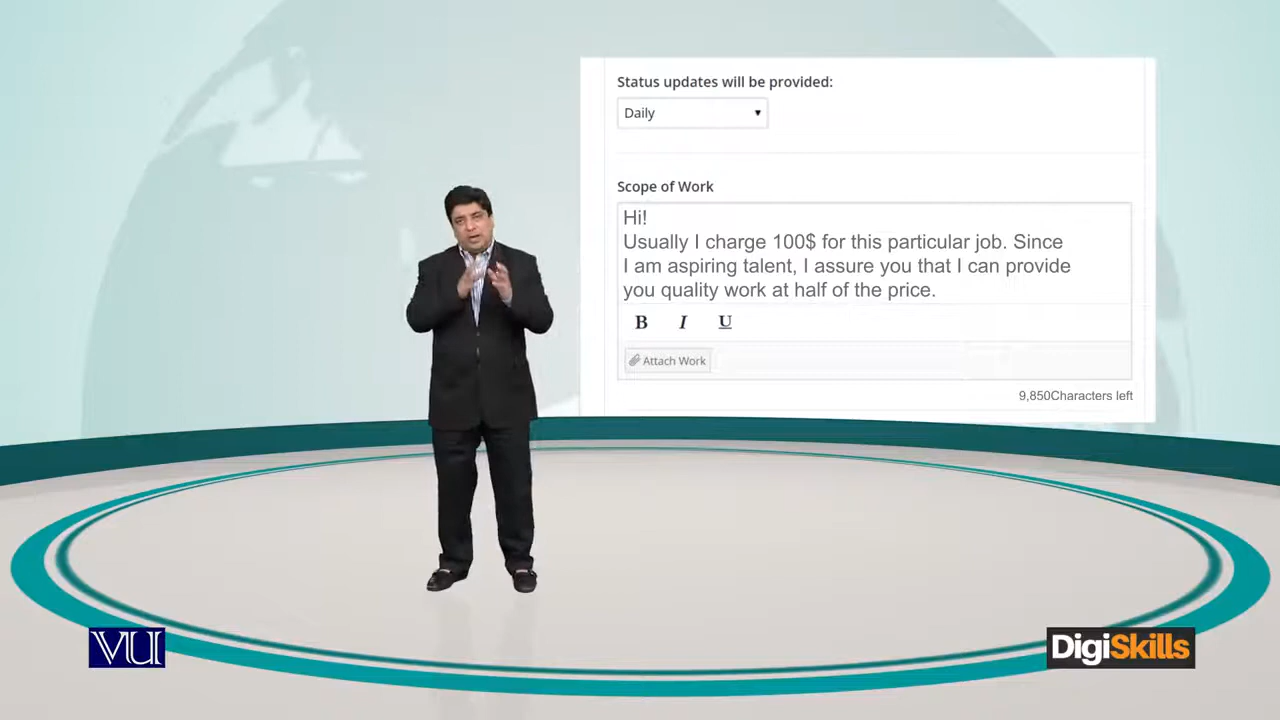 Status updates will be provided:
Daily
Scope of Work
Hi!
Usually I charge 100$ for this particular job. Since
I am aspiring talent, I assure you that I can provide
you quality work at half of the price.
B I U
Attach Work
9,850Characters left
VU
DigiSkills